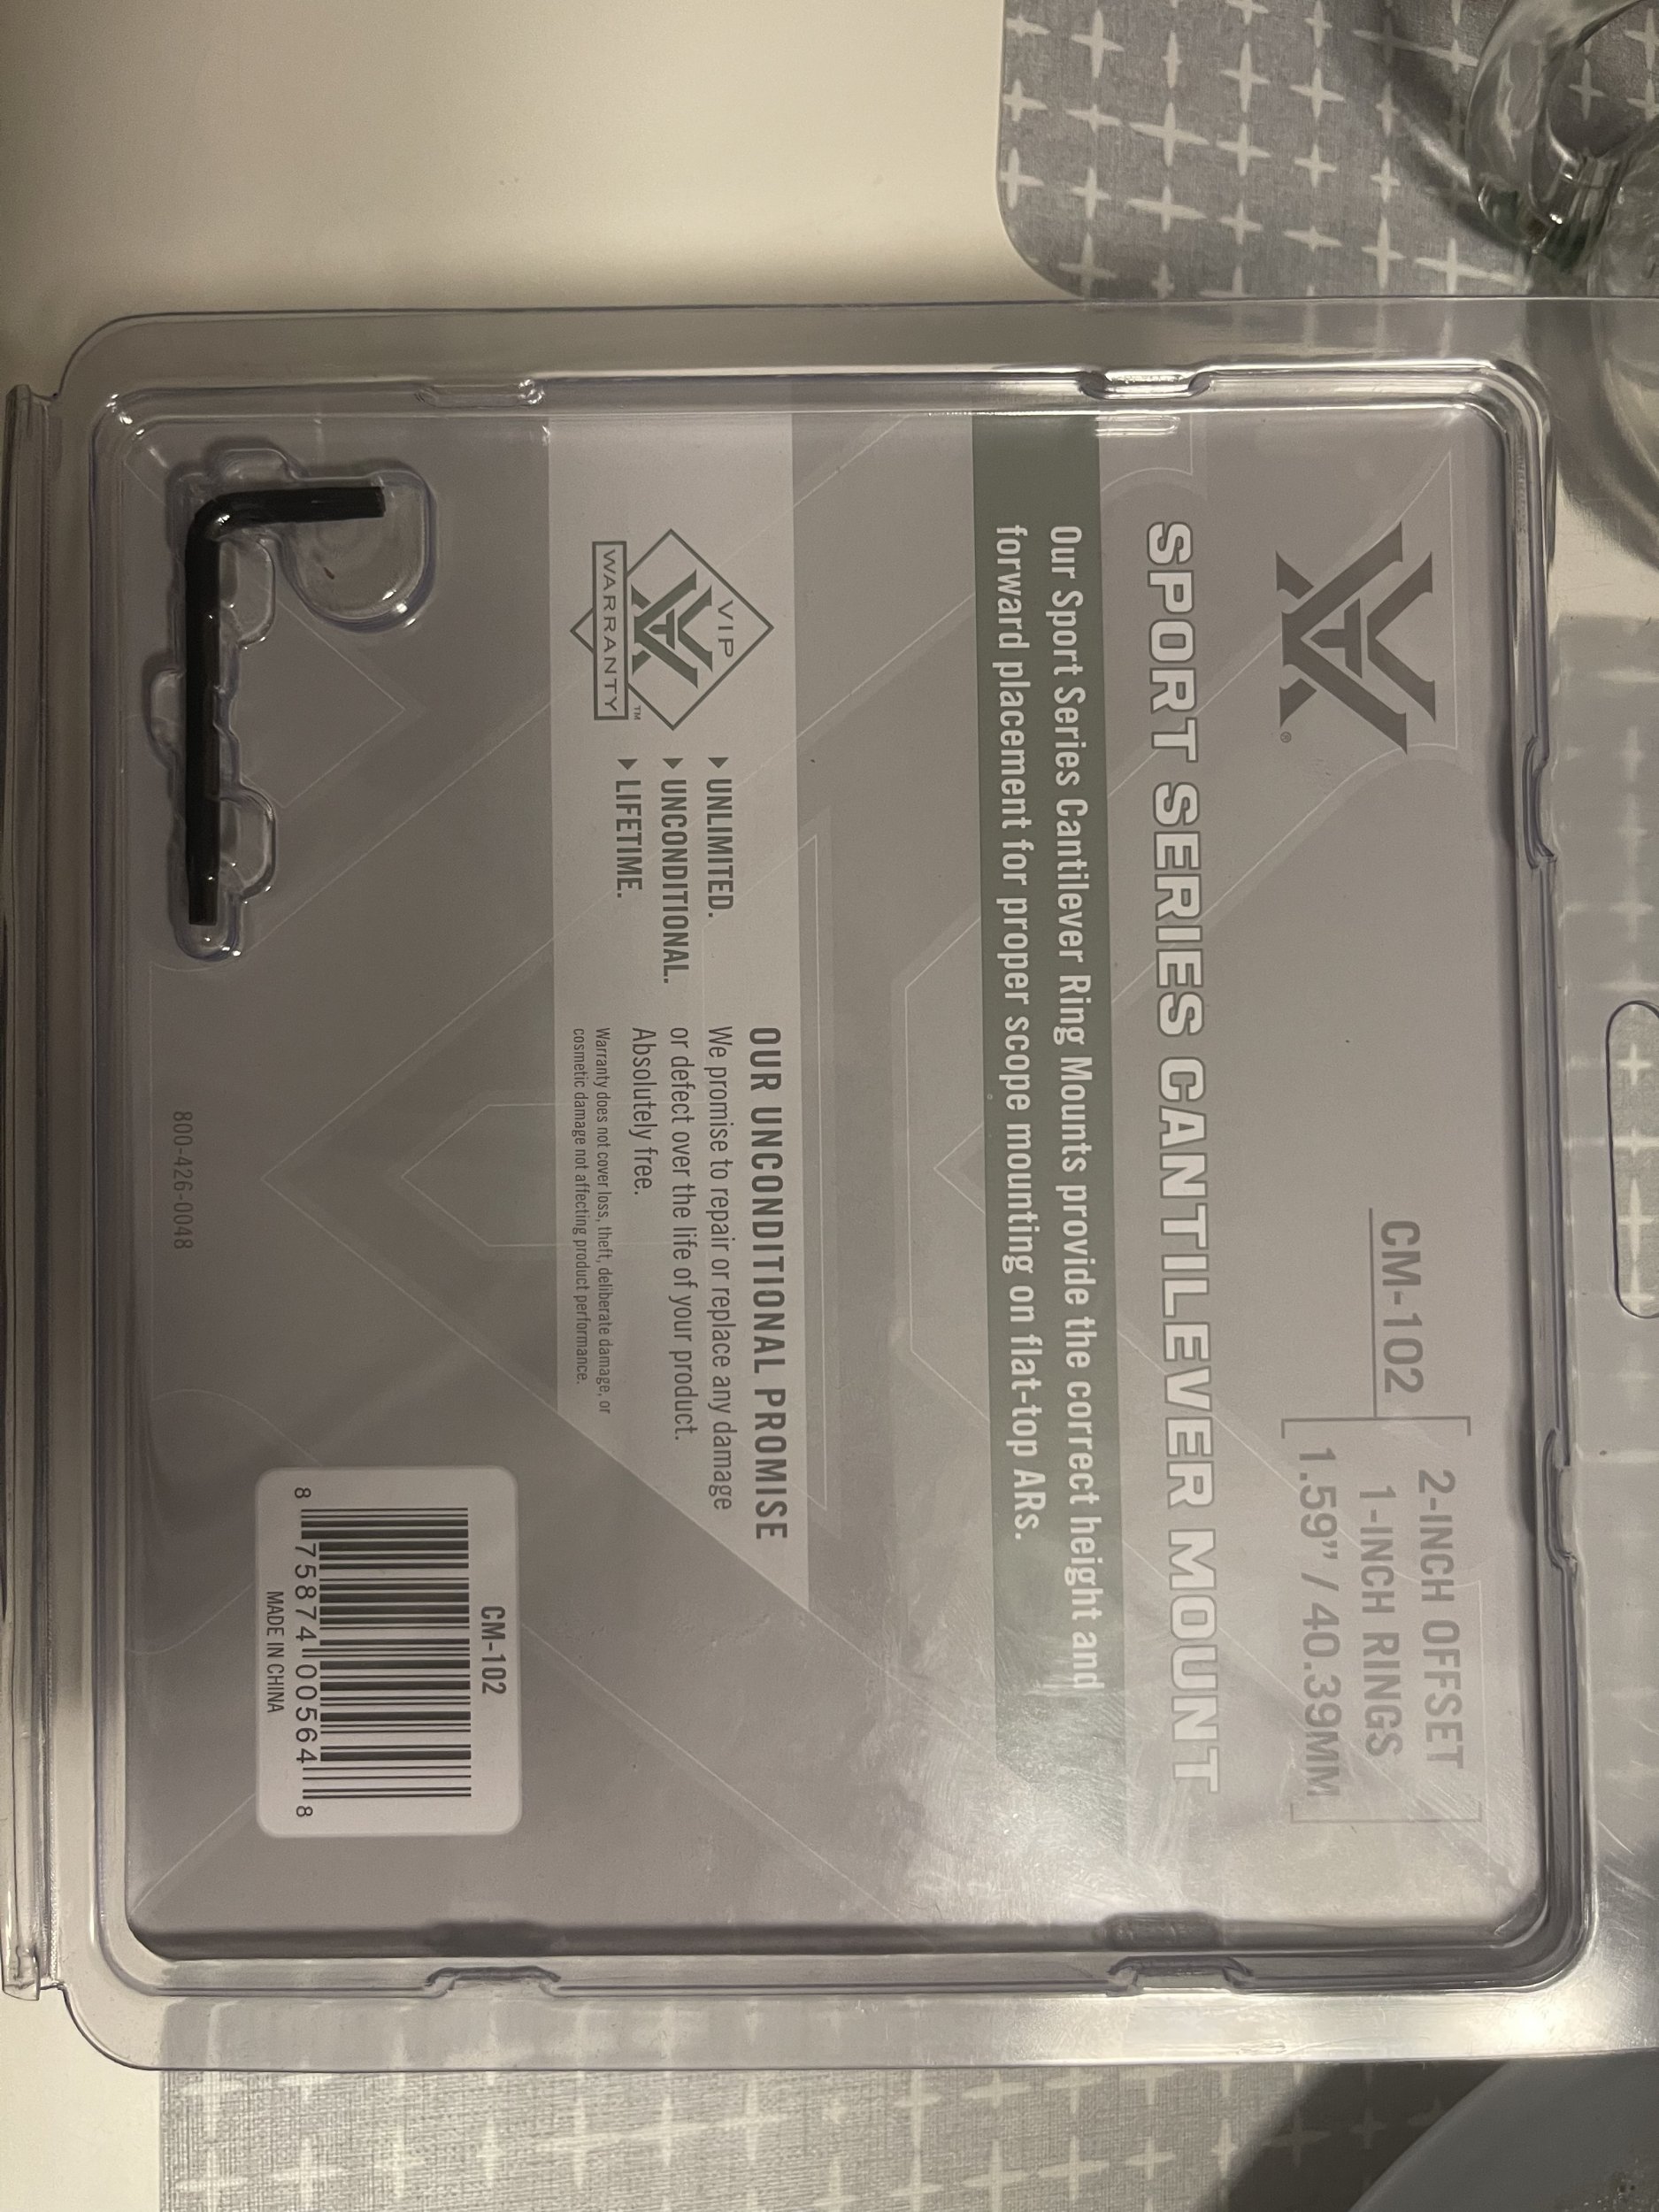 CM-102
2-INCH OFFSET
1-INCH RINGS
1.59” / 40.39MM
®
SPORT SERIES CANTILEVER MOUNT
Our Sport Series Cantilever Ring Mounts provide the correct height and
forward placement for proper scope mounting on flat-top ARs.
VIP
WARRANTY
™
UNLIMITED.
UNCONDITIONAL.
LIFETIME.
OUR UNCONDITIONAL PROMISE
We promise to repair or replace any damage
or defect over the life of your product.
Absolutely free.
Warranty does not cover loss, theft, deliberate damage, or
cosmetic damage not affecting product performance.
CM-102
8 75874 00564 8
MADE IN CHINA
800-426-0048